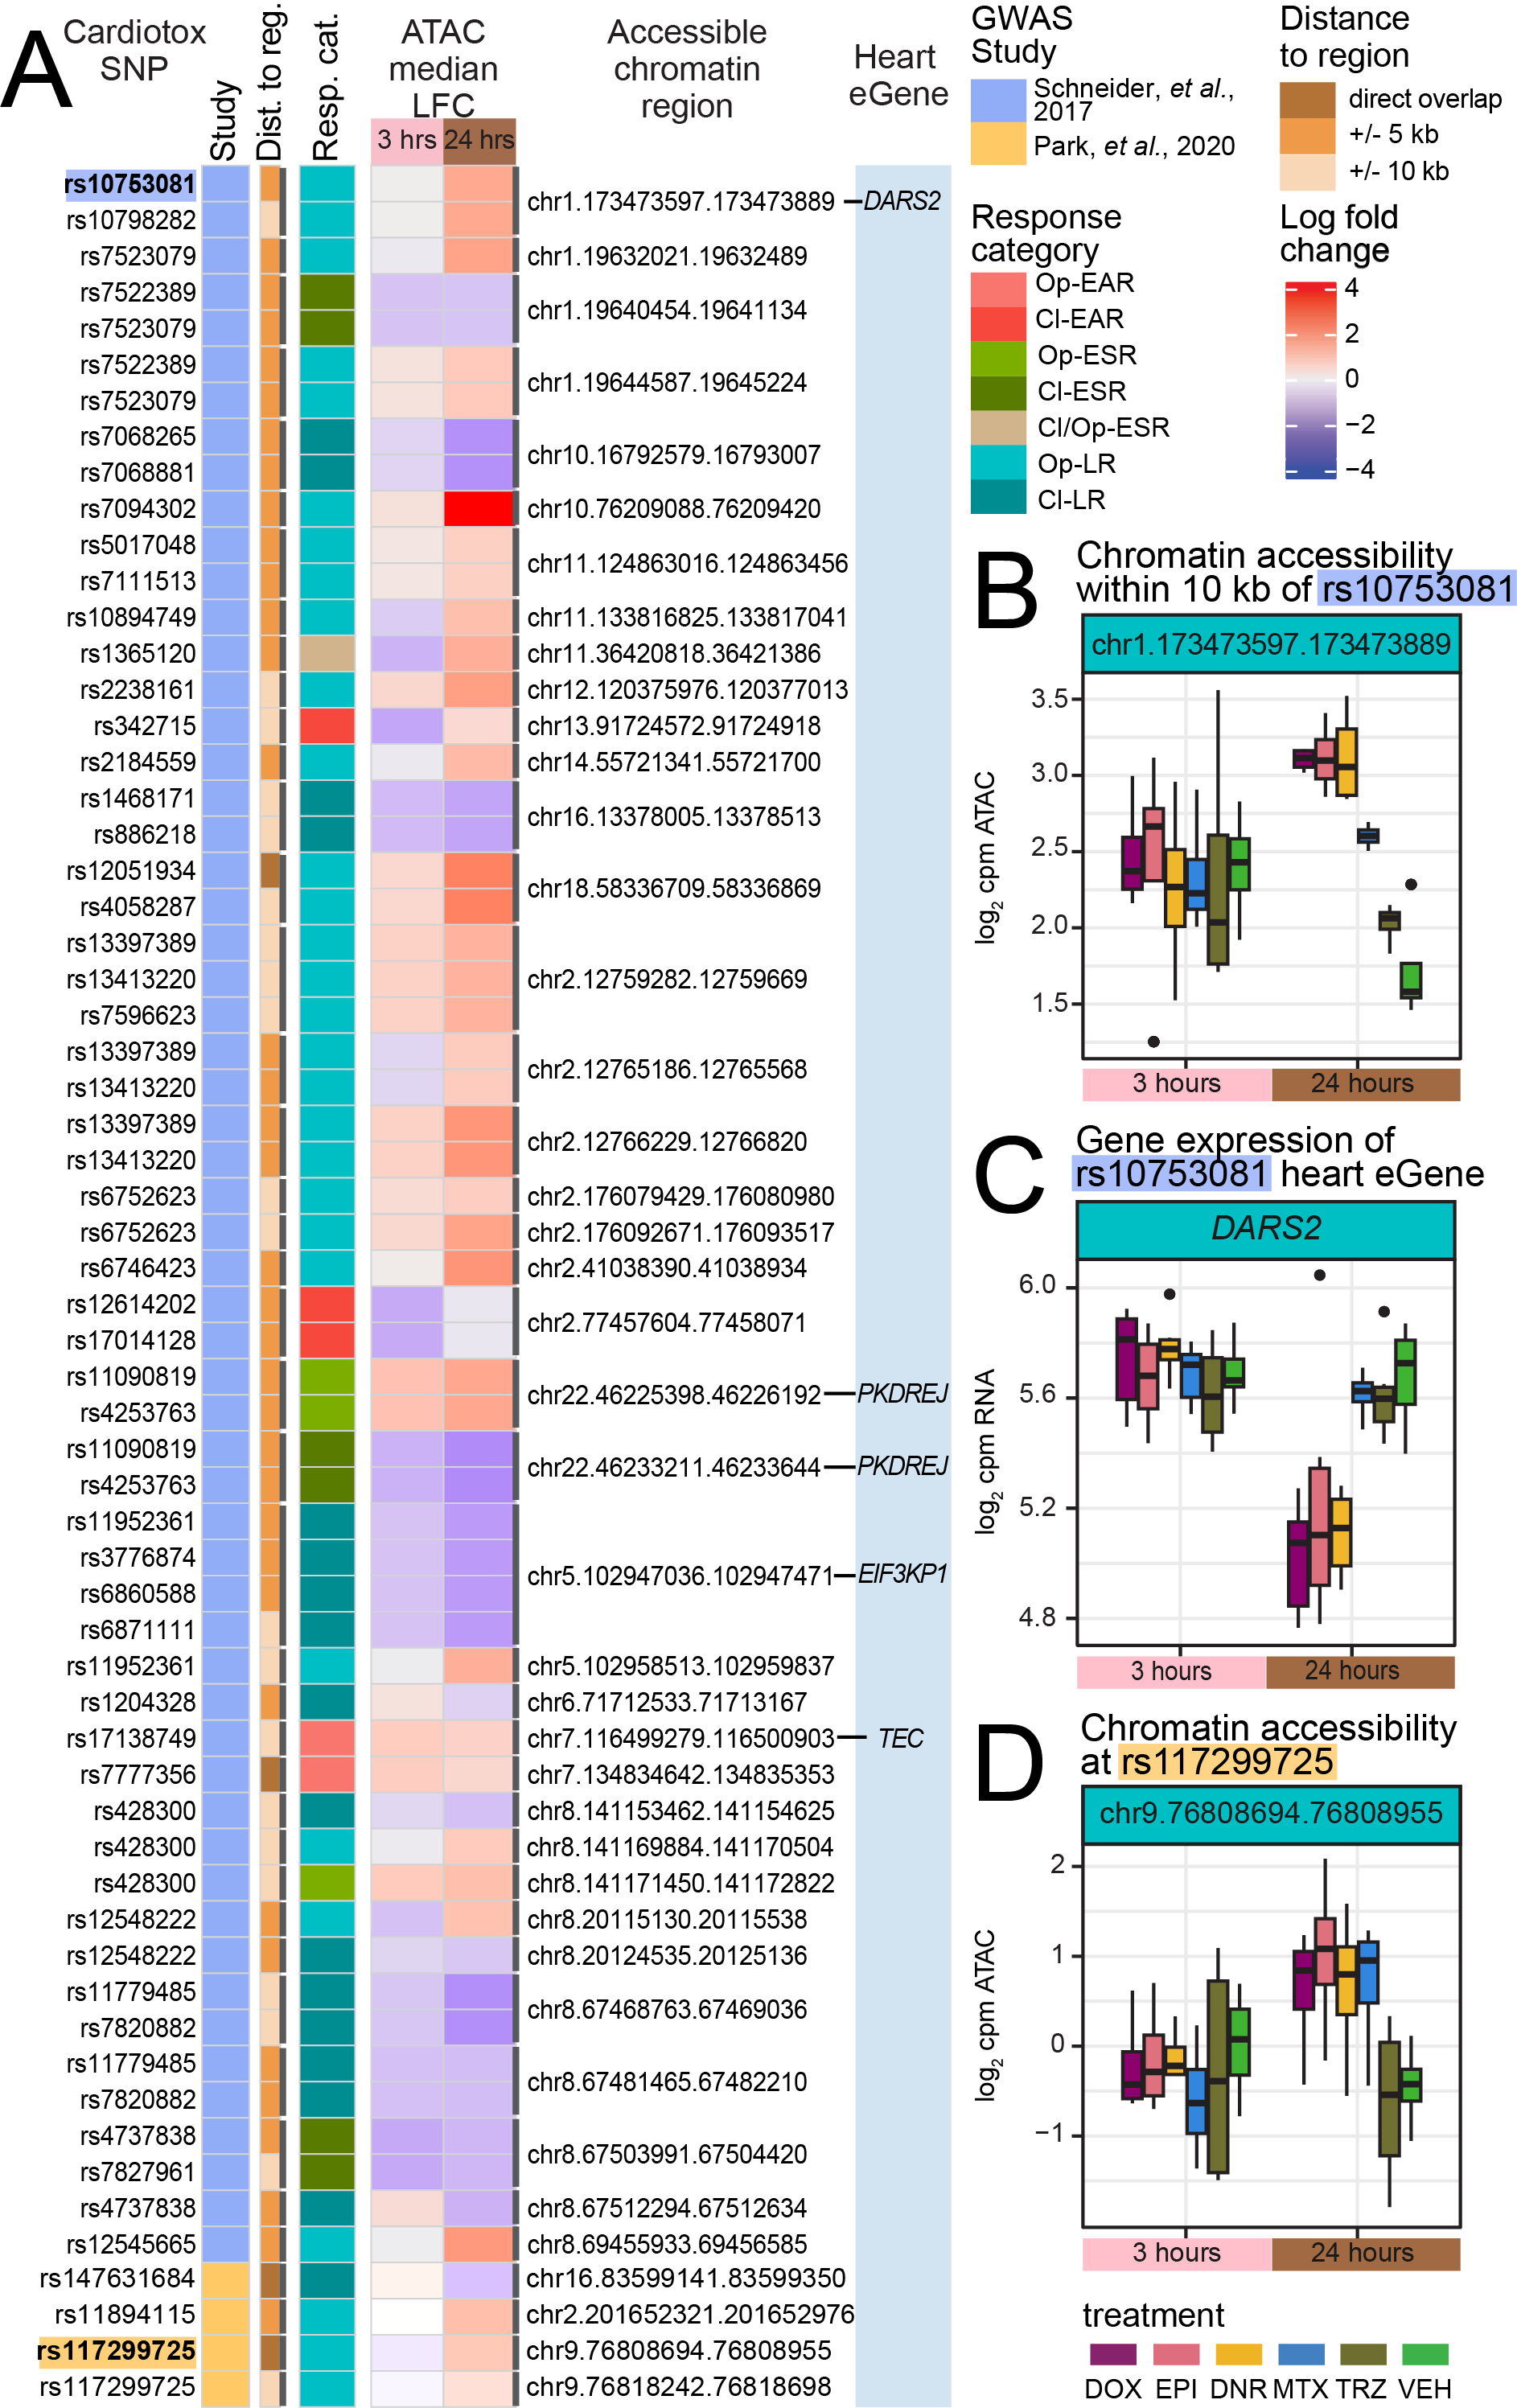 A
Cardiotox
SNP
Study
Dist. to reg.
Resp. cat.
ATAC
median
LFC
3 hrs 24 hrs
Accessible
chromatin
region
Heart
eGene
rs10753081
chr1.173473597.173473889 DARS2
rs10798282
rs7523079 chr1.19632021.19632489
rs7522389
chr1.19640454.19641134
rs7523079
rs7522389
chr1.19644587.19645224
rs7523079
rs7068265
chr10.16792579.16793007
rs7068881
rs7094302 chr10.76209088.76209420
rs5017048
chr11.124863016.124863456
rs7111513
rs10894749 chr11.133816825.133817041
rs1365120 chr11.36420818.36421386
rs2238161 chr12.120375976.120377013
rs342715 chr13.91724572.91724918
rs2184559 chr14.55721341.55721700
rs1468171
chr16.13378005.13378513
rs886218
rs12051934
chr18.58336709.58336869
rs4058287
rs13397389
rs13413220 chr2.12759282.12759669
rs7596623
rs13397389
chr2.12765186.12765568
rs13413220
rs13397389
chr2.12766229.12766820
rs13413220
rs6752623 chr2.176079429.176080980
rs6752623 chr2.176092671.176093517
rs6746423 chr2.41038390.41038934
rs12614202
chr2.77457604.77458071
rs17014128
rs11090819
chr22.46225398.46226192 PKDREJ
rs4253763
rs11090819
chr22.46233211.46233644 PKDREJ
rs4253763
rs11952361
rs3776874
chr5.102947036.102947471 EIF3KP1
rs6860588
rs6871111
rs11952361 chr5.102958513.102959837
rs1204328 chr6.71712533.71713167
rs17138749 chr7.116499279.116500903 TEC
rs7777356 chr7.134834642.134835353
rs428300 chr8.141153462.141154625
rs428300 chr8.141169884.141170504
rs428300 chr8.141171450.141172822
rs12548222 chr8.20115130.20115538
rs12548222 chr8.20124535.20125136
rs11779485
chr8.67468763.67469036
rs7820882
rs11779485
chr8.67481465.67482210
rs7820882
rs4737838
chr8.67503991.67504420
rs7827961
rs4737838 chr8.67512294.67512634
rs12545665 chr8.69455933.69456585
rs147631684 chr16.83599141.83599350
rs11894115 chr2.201652321.201652976
rs117299725 chr9.76808694.76808955
rs117299725 chr9.76818242.76818698
GWAS
Study
Schneider, et al.,
2017
Park, et al., 2020
Distance
to region
direct overlap
+/- 5 kb
+/- 10 kb
Response
category
Op-EAR
Cl-EAR
Op-ESR
Cl-ESR
Cl/Op-ESR
Op-LR
Cl-LR
Log fold
change
4
2
0
−2
−4
B
Chromatin accessibility
within 10 kb of rs10753081
chr1.173473597.173473889
log2 cpm ATAC
3.5
3.0
2.5
2.0
1.5
3 hours 24 hours
C
Gene expression of
rs10753081 heart eGene
DARS2
log2 cpm RNA
6.0
5.6
5.2
4.8
3 hours 24 hours
D
Chromatin accessibility
at rs117299725
chr9.76808694.76808955
log2 cpm ATAC
2
1
0
−1
3 hours 24 hours
treatment
DOX EPI DNR MTX TRZ VEH